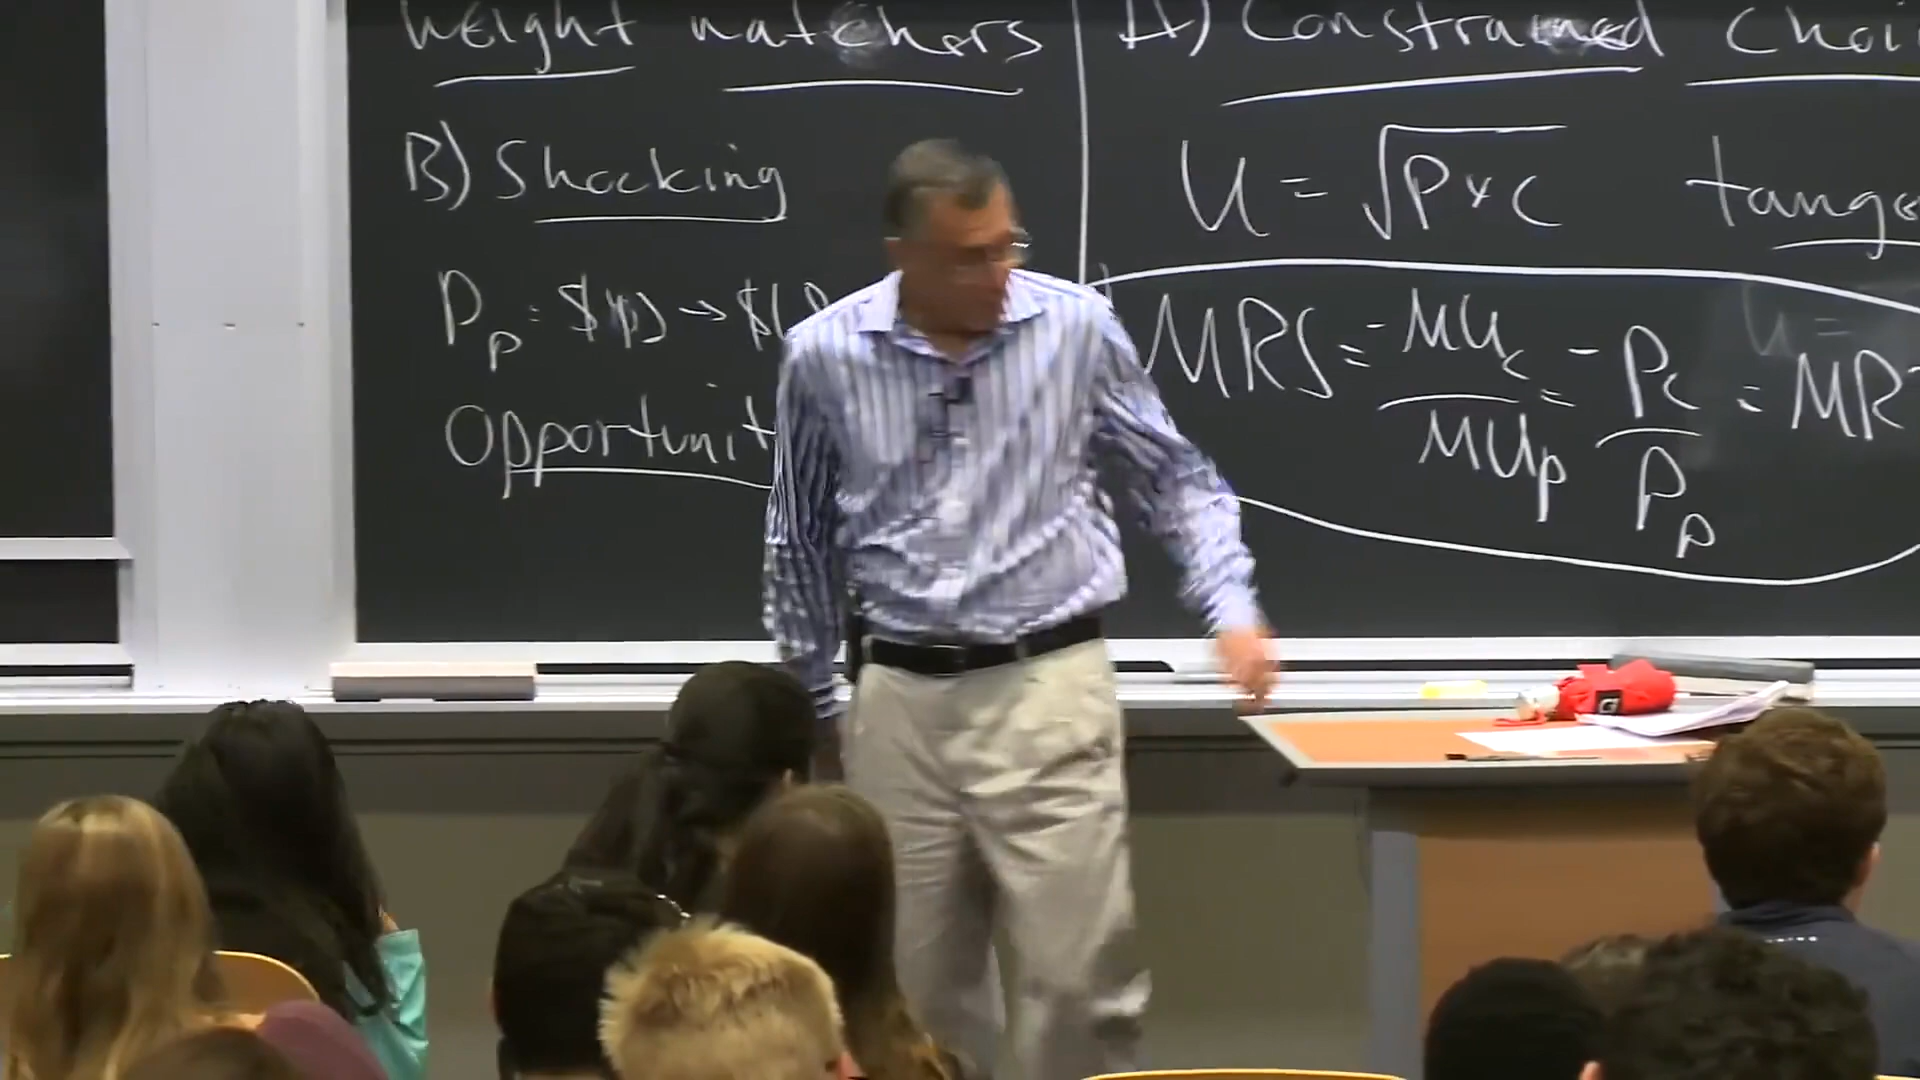 Weight watchers
B) Shocking
Opportunit
A) Constrained Choi
U = √P×C tange
MRS = -MUc/MUp = -Pc/Pp = MR
U =
G